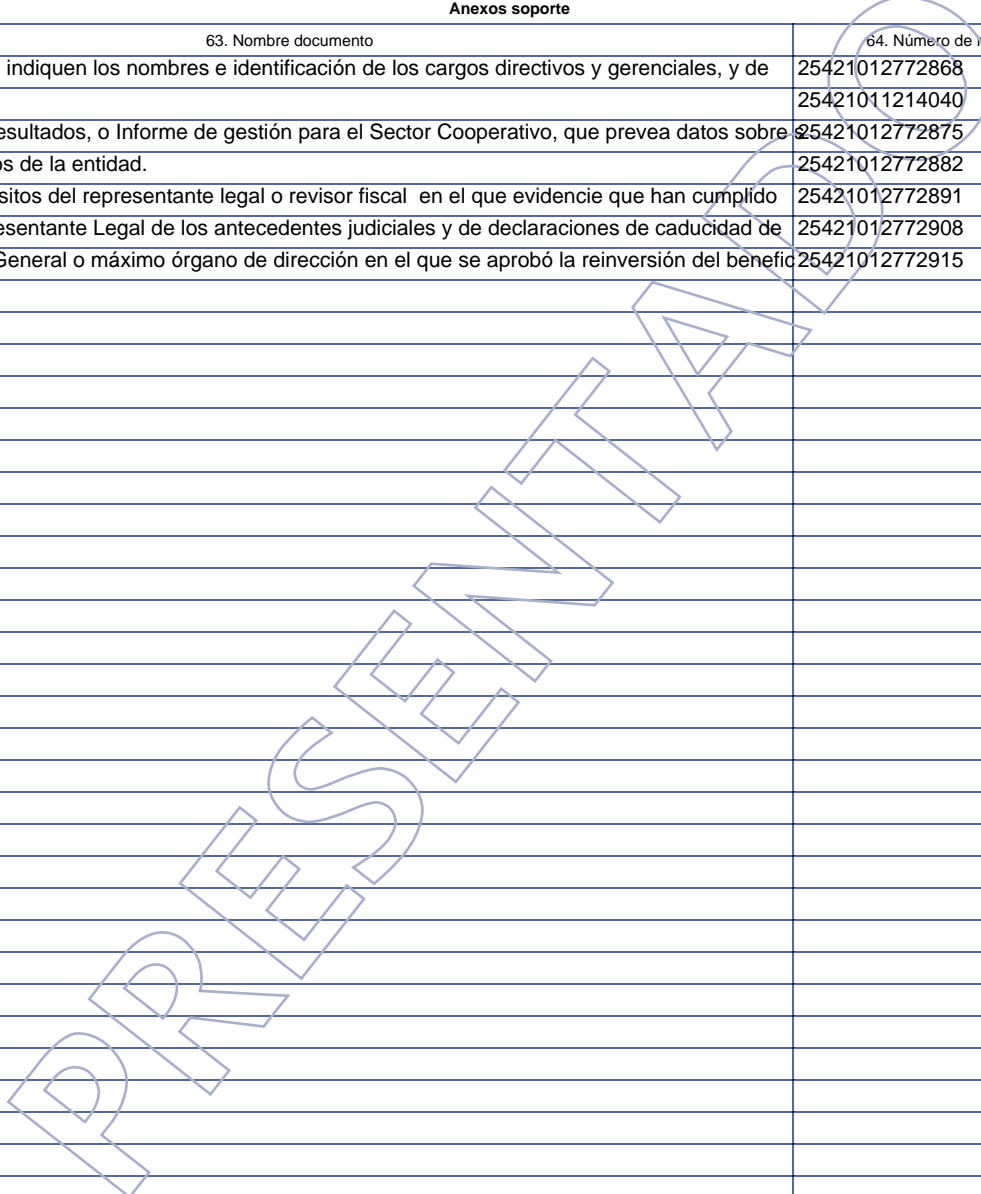 Anexos soporte
63. Nombre documento 64. Número de
indiquen los nombres e identificación de los cargos directivos y gerenciales, y de 25421012772868
25421011214040
esultados, o Informe de gestión para el Sector Cooperativo, que prevea datos sobre 25421012772875
os de la entidad. 25421012772882
sitos del representante legal o revisor fiscal en el que evidencie que han cumplido 25421012772891
esentante Legal de los antecedentes judiciales y de declaraciones de caducidad de 25421012772908
General o máximo órgano de dirección en el que se aprobó la reinversión del benefic 25421012772915
PRESENTADO